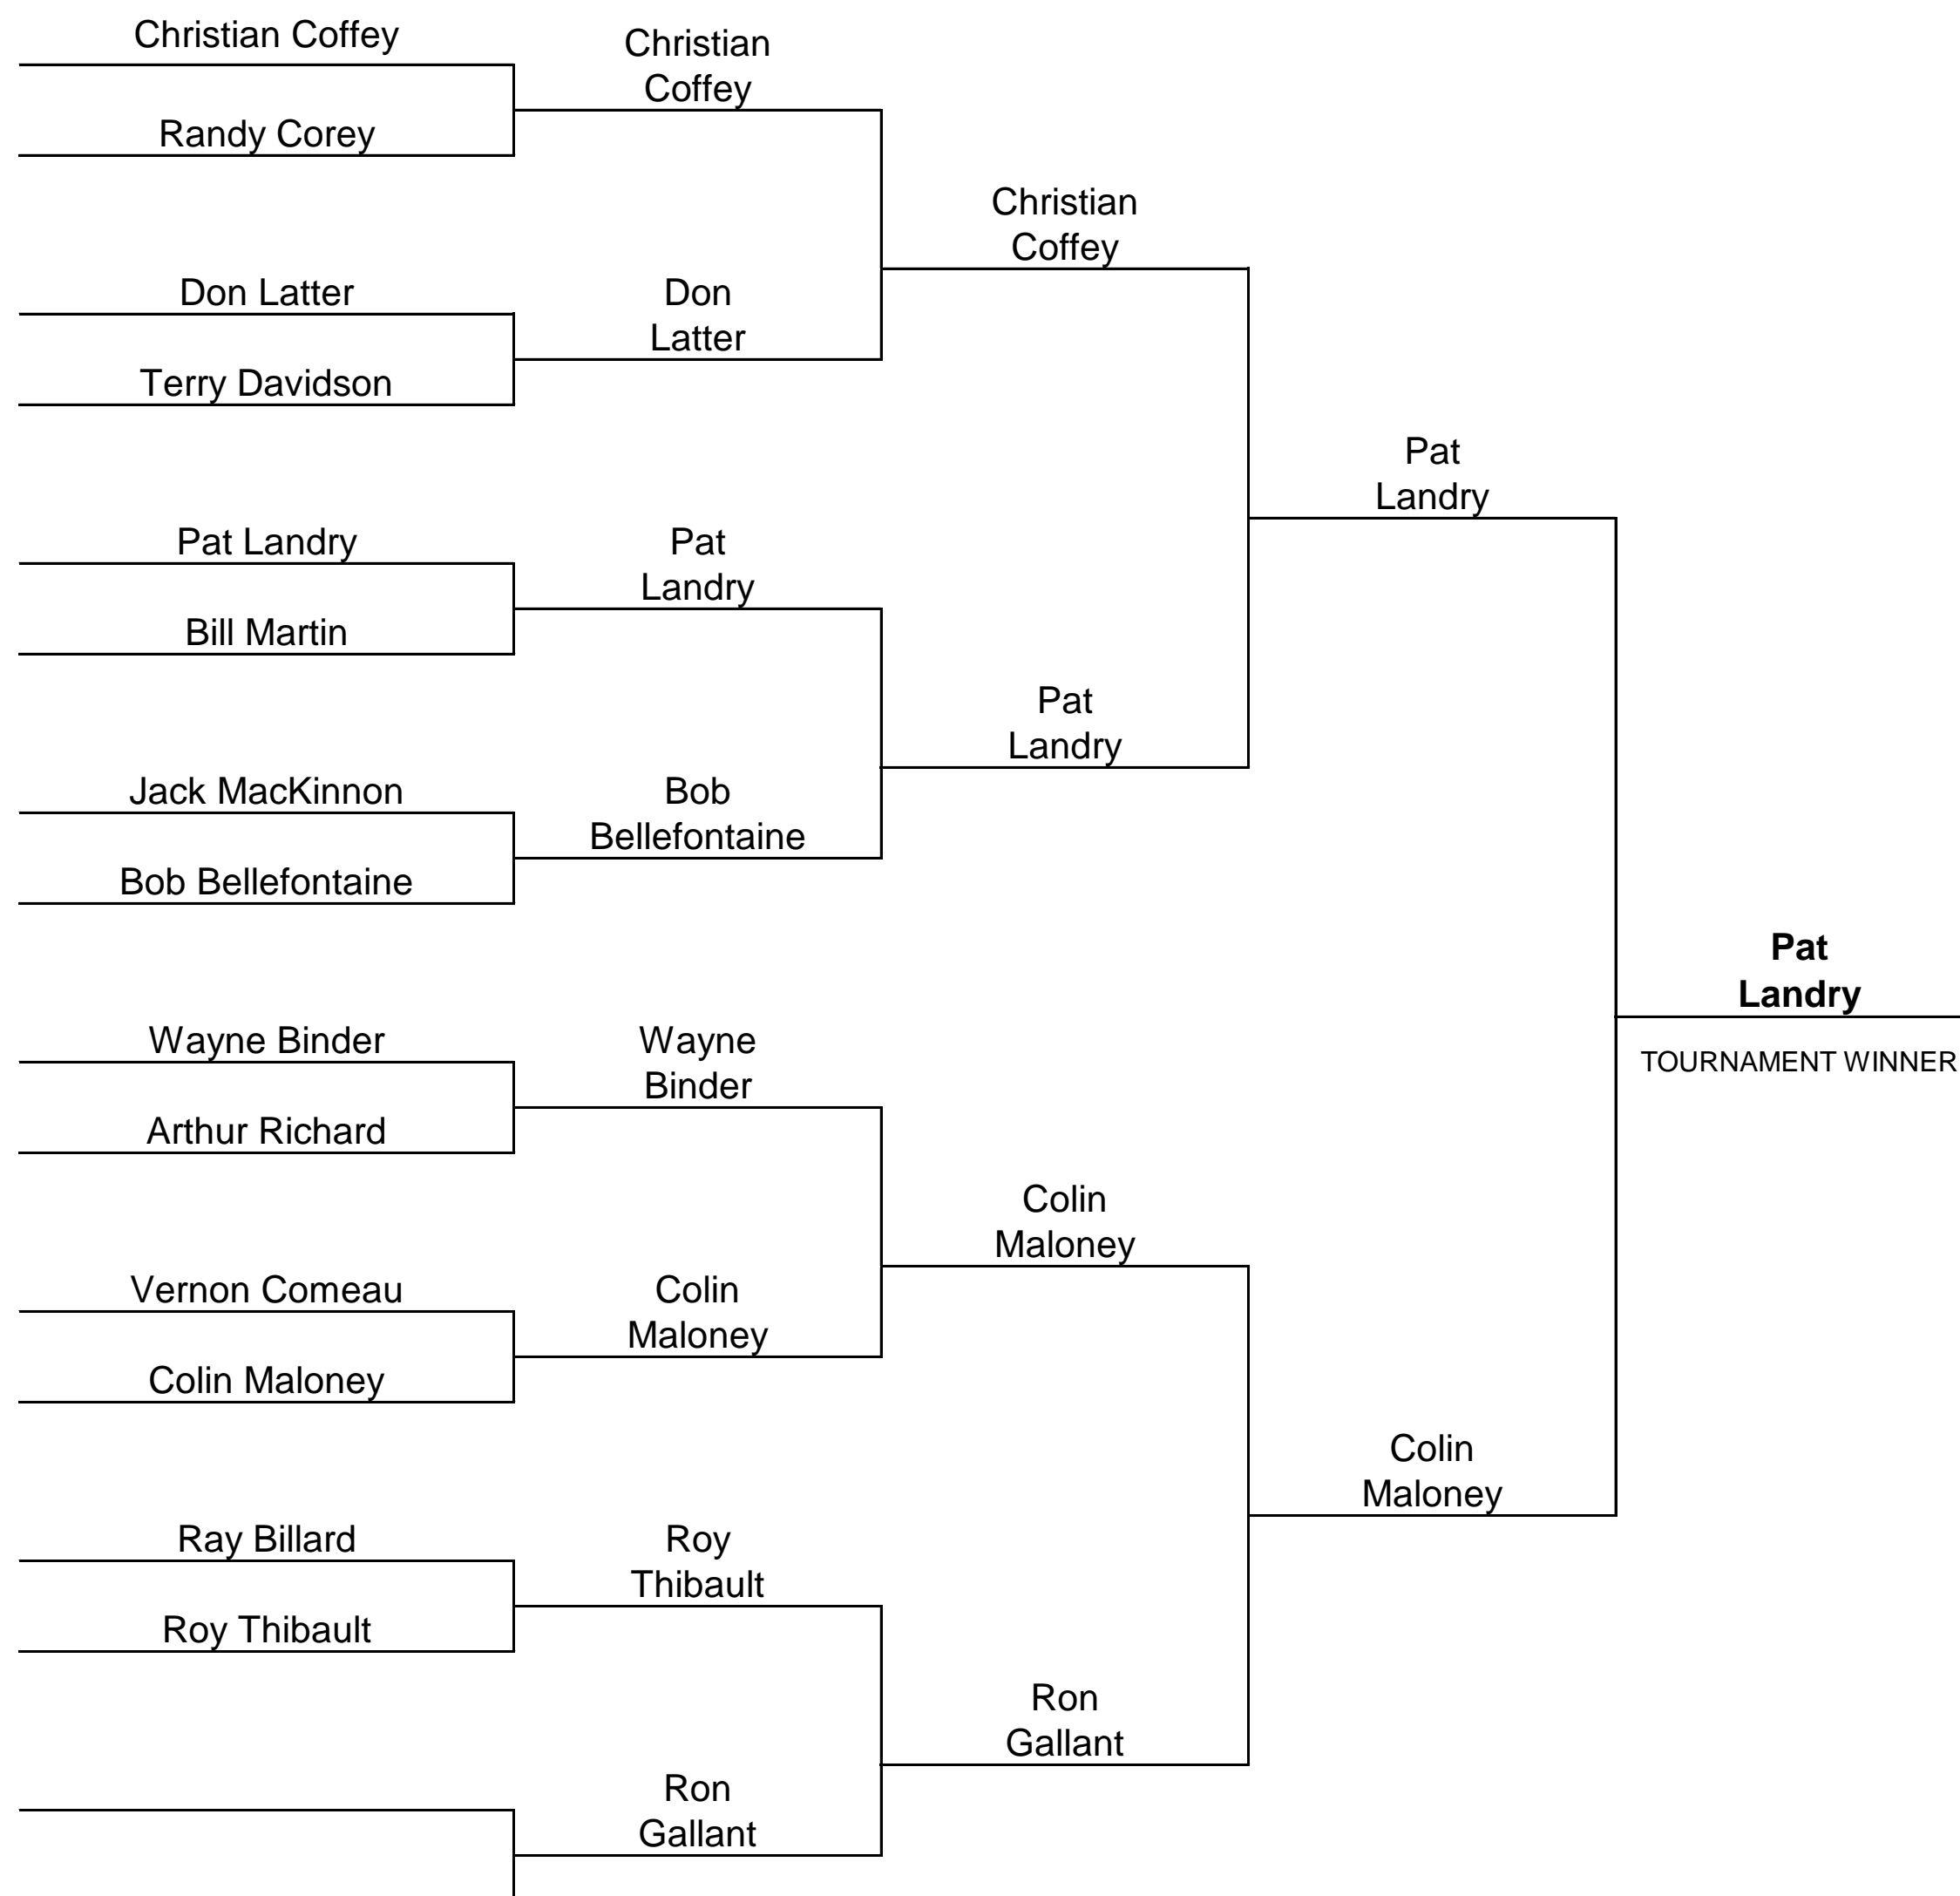 Christian Coffey
Randy Corey
Don Latter
Terry Davidson
Pat Landry
Bill Martin
Jack MacKinnon
Bob Bellefontaine
Wayne Binder
Arthur Richard
Vernon Comeau
Colin Maloney
Ray Billard
Roy Thibault
Christian
Coffey
Don
Latter
Pat
Landry
Bob
Bellefontaine
Wayne
Binder
Colin
Maloney
Roy
Thibault
Ron
Gallant
Christian
Coffey
Pat
Landry
Colin
Maloney
Ron
Gallant
Pat
Landry
Colin
Maloney
Pat
Landry
TOURNAMENT WINNER